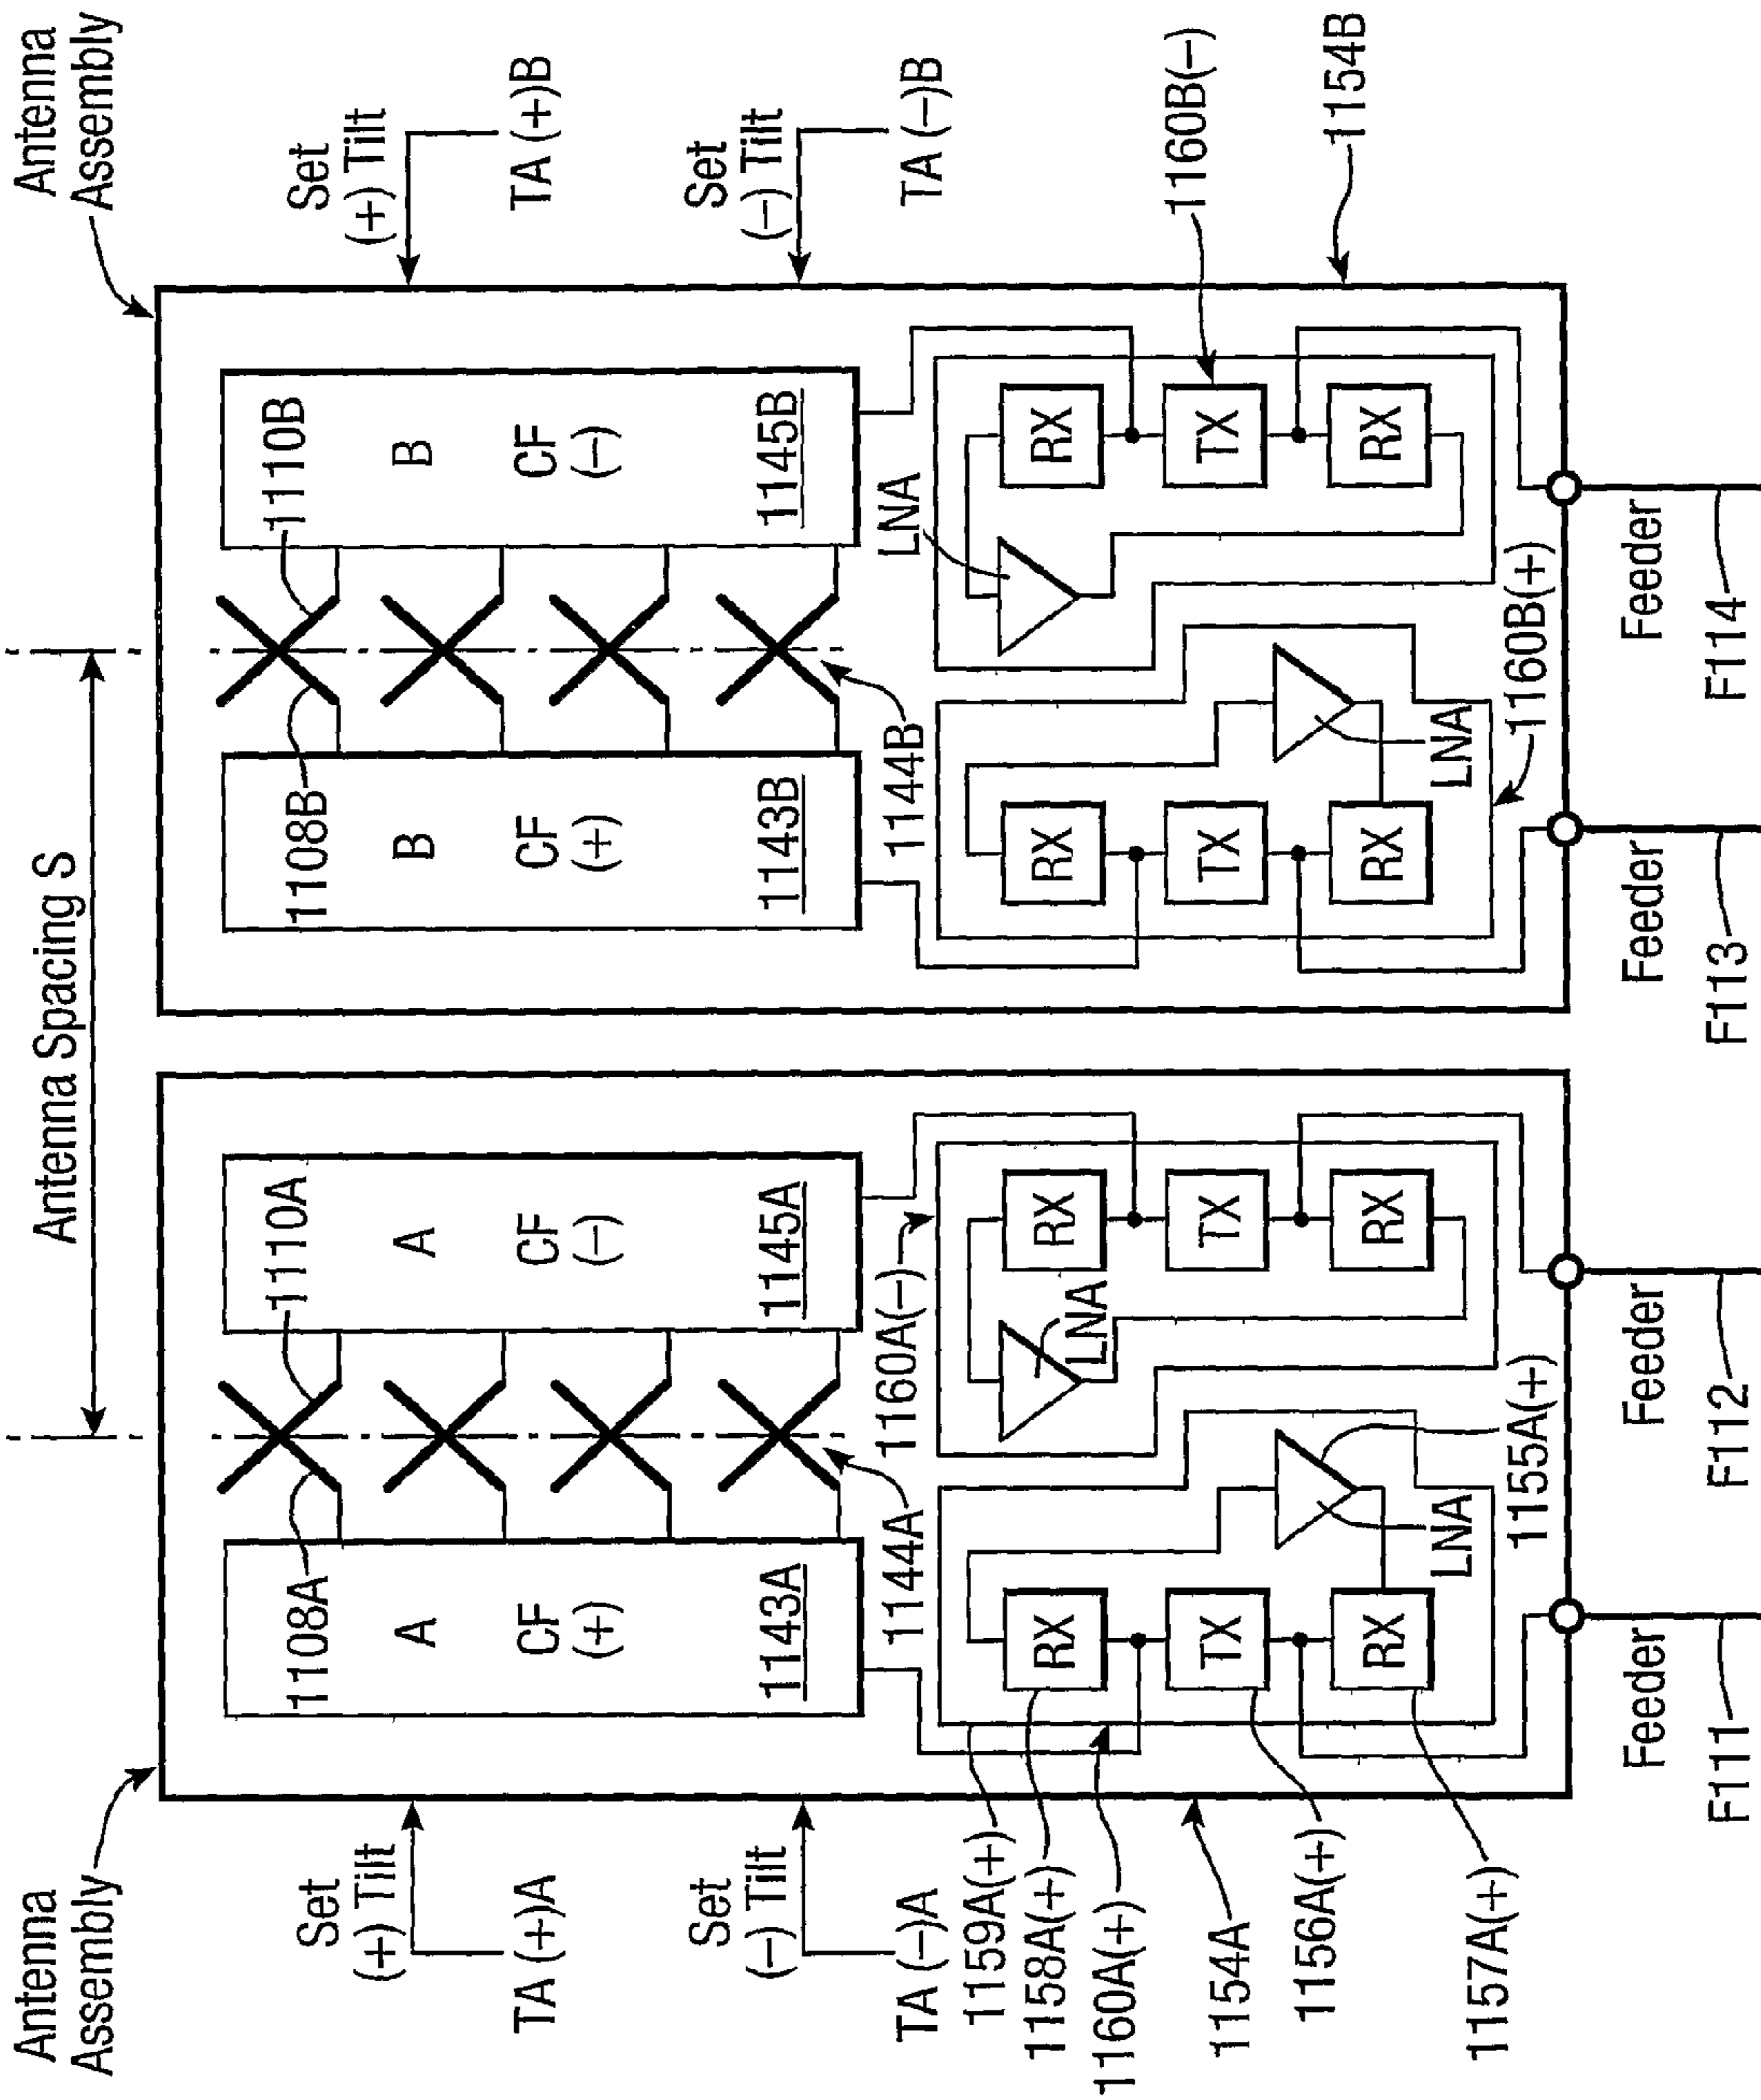 Antenna Spacing S
Antenna
Assembly
Antenna
Assembly
Set
(+) Tilt
TA (+)A
Set
(–) Tilt
TA (–)A
1108A
A
CF
(+)
1143A
1110A
A
CF
(–)
1145A
1144A
1160A(–)
1159A(+)
1158A(+)
1160A(+)
1154A
1156A(+)
1157A(+)
RX
TX
RX
LNA
1155A(+)
RX
TX
RX
LNA
Feeder
F111
Feeder
F112
1108B
B
CF
(+)
1143B
1110B
B
CF
(–)
1145B
1144B
LNA
Set
(+) Tilt
TA (+)B
Set
(–) Tilt
TA (–)B
1160B(–)
1154B
RX
TX
RX
LNA
1160B(+)
RX
TX
RX
Feeder
F113
Feeder
F114